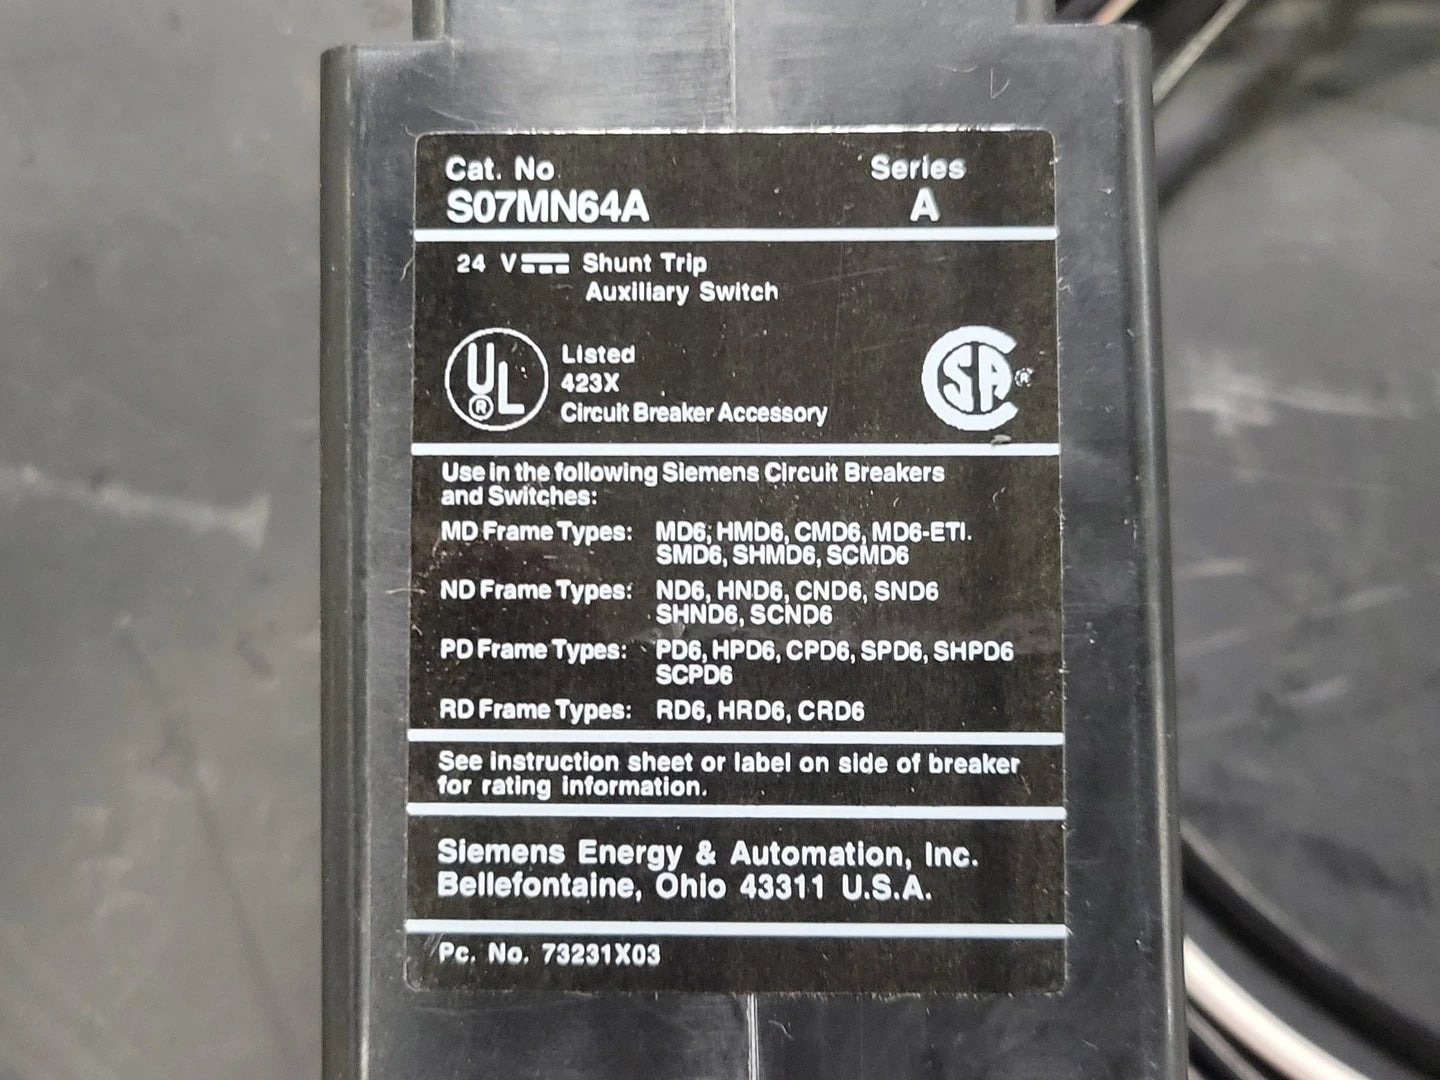 Cat. No Series
S07MN64A A
24 V Shunt Trip
Auxiliary Switch
UL® Listed
423X
Circuit Breaker Accessory
CSA®
Use in the following Siemens Circuit Breakers
and Switches:
MD Frame Types: MD6, HMD6, CMD6, MD6-ETI.
SMD6, SHMD6, SCMD6
ND Frame Types: ND6, HND6, CND6, SND6
SHND6, SCND6
PD Frame Types: PD6, HPD6, CPD6, SPD6, SHPD6
SCPD6
RD Frame Types: RD6, HRD6, CRD6
See instruction sheet or label on side of breaker
for rating information.
Siemens Energy & Automation, Inc.
Bellefontaine, Ohio 43311 U.S.A.
Pc. No. 73231X03